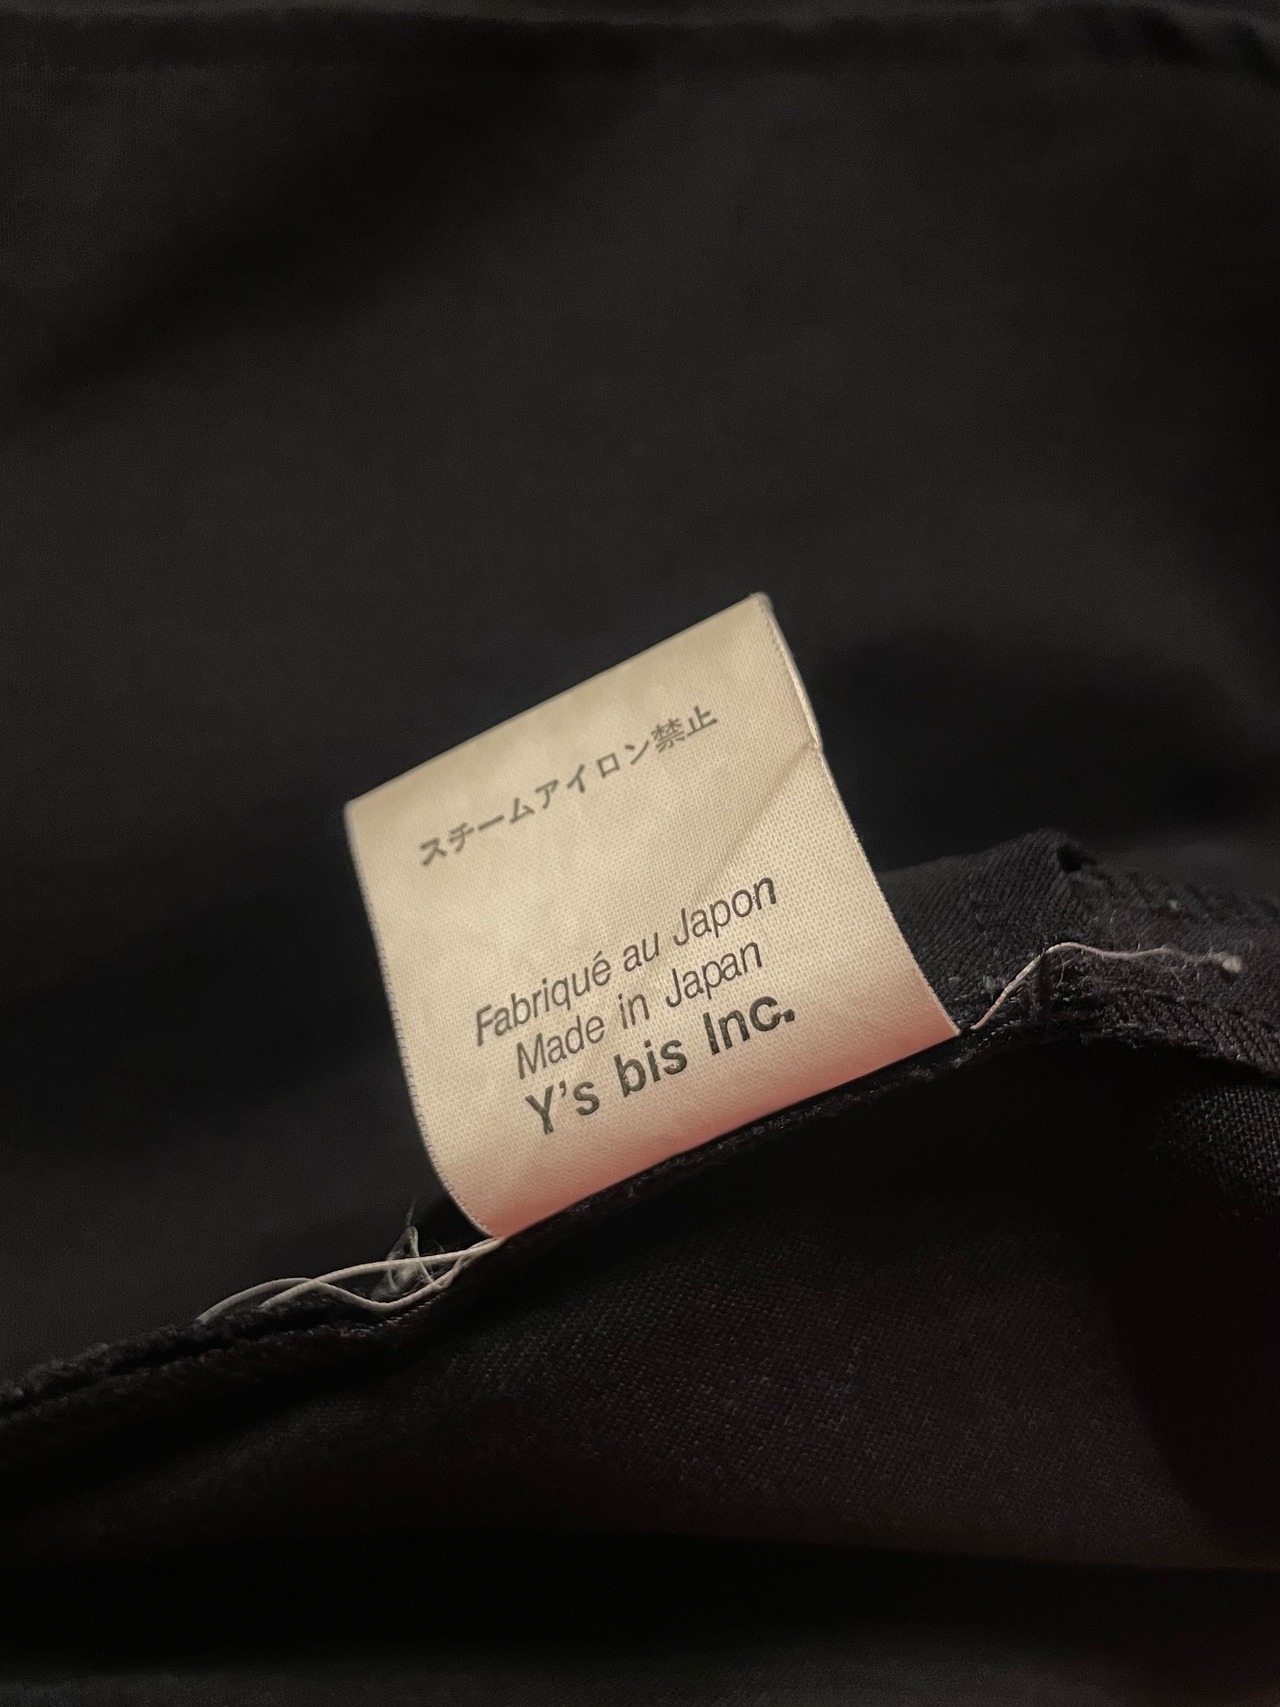 スチームアイロン禁止
Fabriqué au Japon
Made in Japan
Y's bis Inc.